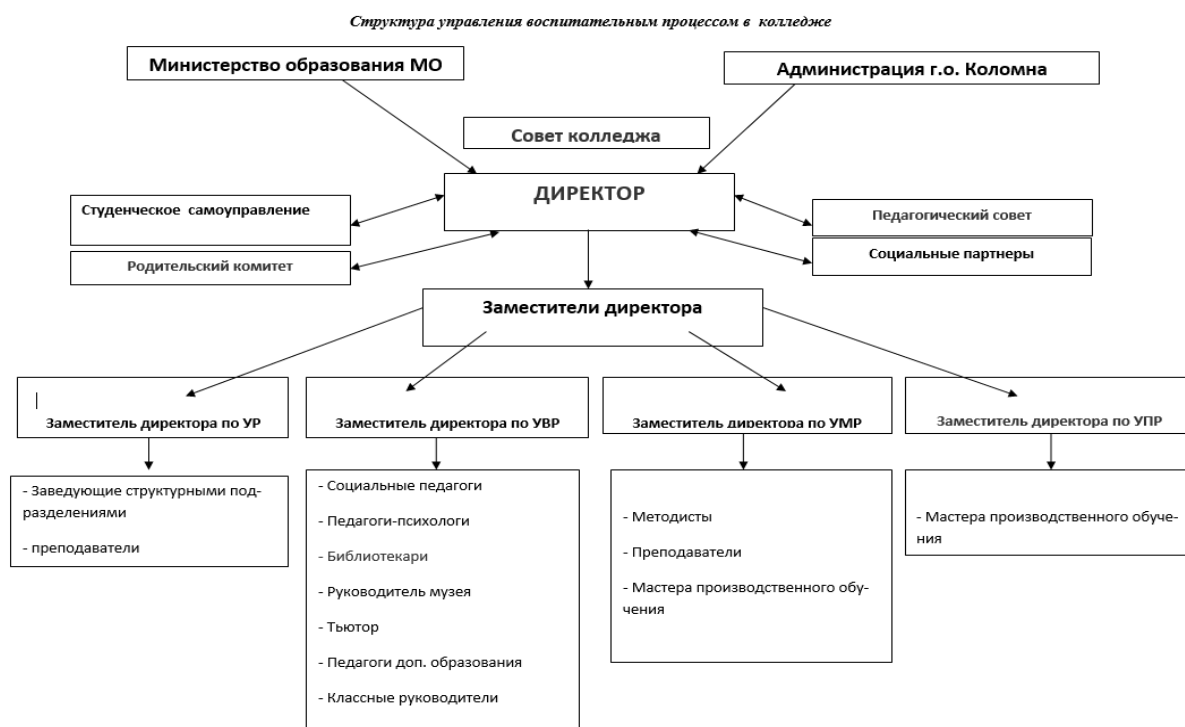 Структура управления воспитательным процессом в колледже
Министерство образования МО
Администрация г.о. Коломна
Совет колледжа
ДИРЕКТОР
Студенческое самоуправление
Педагогический совет
Родительский комитет
Социальные партнеры
Заместители директора
Заместитель директора по УР
Заместитель директора по УВР
Заместитель директора по УМР
Заместитель директора по УПР
- Заведующие структурными под-
разделениями
- преподаватели
- Социальные педагоги
- Педагоги-психологи
- Библиотекари
- Руководитель музея
- Тьютор
- Педагоги доп. образования
- Классные руководители
- Методисты
- Преподаватели
- Мастера производственного обу-
чения
- Мастера производственного обуче-
ния